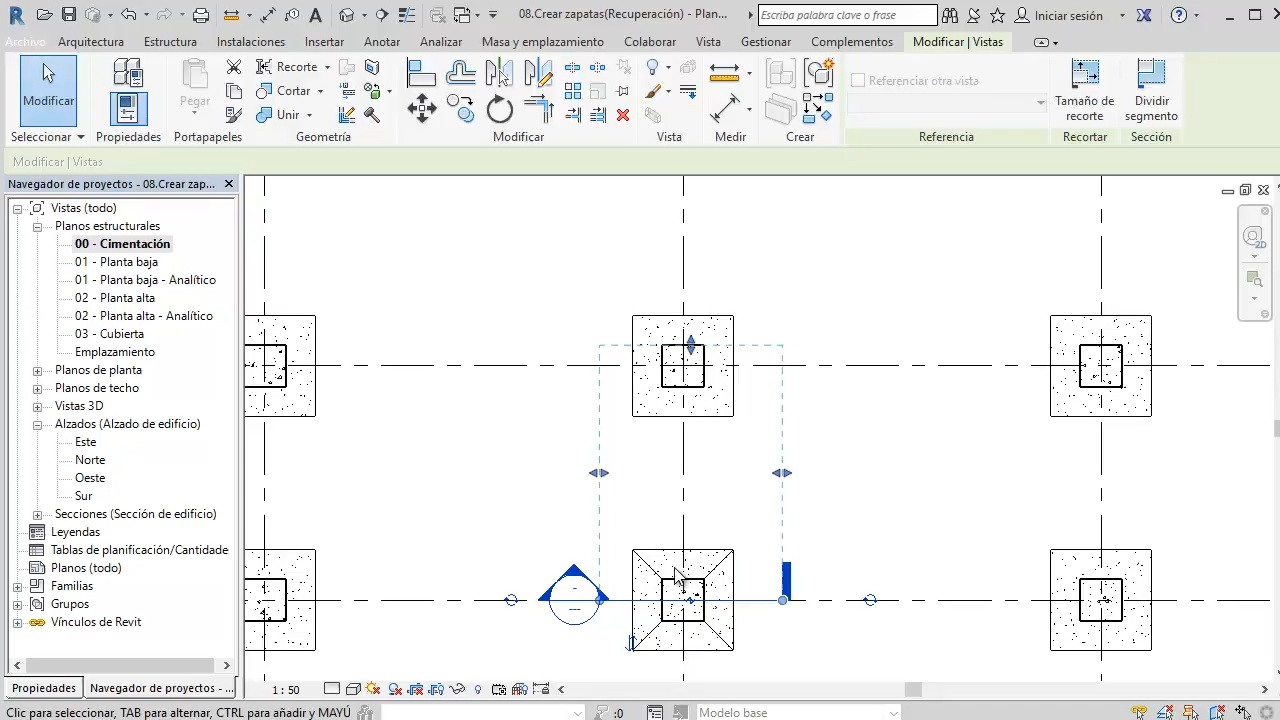 08.Crear zapatas(Recuperación) - Plan...
Escriba palabra clave o frase
Iniciar sesión
Archivo Arquitectura Estructura Instalaciones Insertar Anotar Analizar Masa y emplazamiento Colaborar Vista Gestionar Complementos Modificar | Vistas
Modificar
Pegar
Recorte
Cortar
Unir
Referenciar otra vista
Tamaño de recorte
Dividir segmento
Seleccionar Propiedades Portapapeles Geometría Modificar Vista Medir Crear Referencia Recortar Sección
Modificar | Vistas
Navegador de proyectos - 08.Crear zap...
Vistas (todo)
Planos estructurales
00 - Cimentación
01 - Planta baja
01 - Planta baja - Analítico
02 - Planta alta
02 - Planta alta - Analítico
03 - Cubierta
Emplazamiento
Planos de planta
Planos de techo
Vistas 3D
Alzados (Alzado de edificio)
Este
Norte
Oeste
Sur
Secciones (Sección de edificio)
Leyendas
Tablas de planificación/Cantidade
Planos (todo)
Familias
Grupos
Vínculos de Revit
2D
Propiedades
Navegador de proyectos - ...
1 : 50
Clic para seleccionar, TAB para alternar, CTRL para añadir y MAYÚ
:0
Modelo base